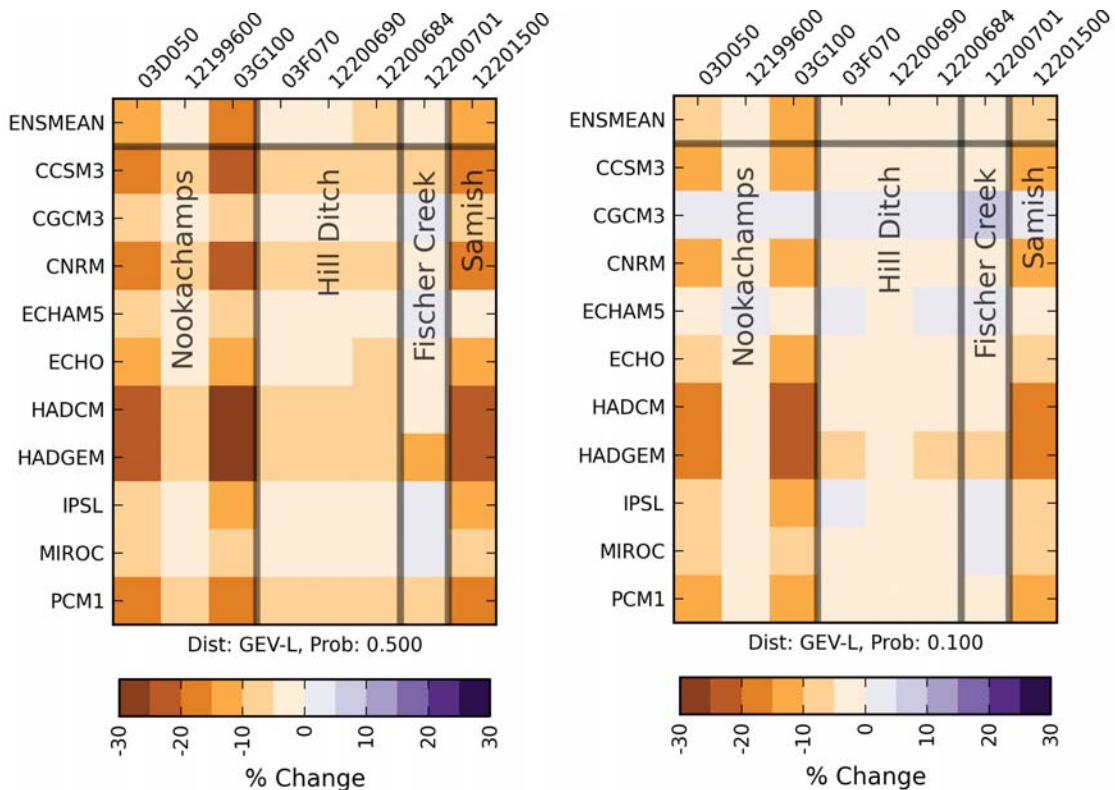 03D050
12199600
03G100
03F070
12200690
12200684
12200701
12201500
ENSMEAN
CCSM3
CGCM3
CNRM
ECHAM5
ECHO
HADCM
HADGEM
IPSL
MIROC
PCM1
Nookachamps
Hill Ditch
Fischer Creek
Samish
Dist: GEV-L, Prob: 0.500
-30
-20
-10
0
10
20
30
% Change
03D050
12199600
03G100
03F070
12200690
12200684
12200701
12201500
ENSMEAN
CCSM3
CGCM3
CNRM
ECHAM5
ECHO
HADCM
HADGEM
IPSL
MIROC
PCM1
Nookachamps
Hill Ditch
Fischer Creek
Samish
Dist: GEV-L, Prob: 0.100
-30
-20
-10
0
10
20
30
% Change